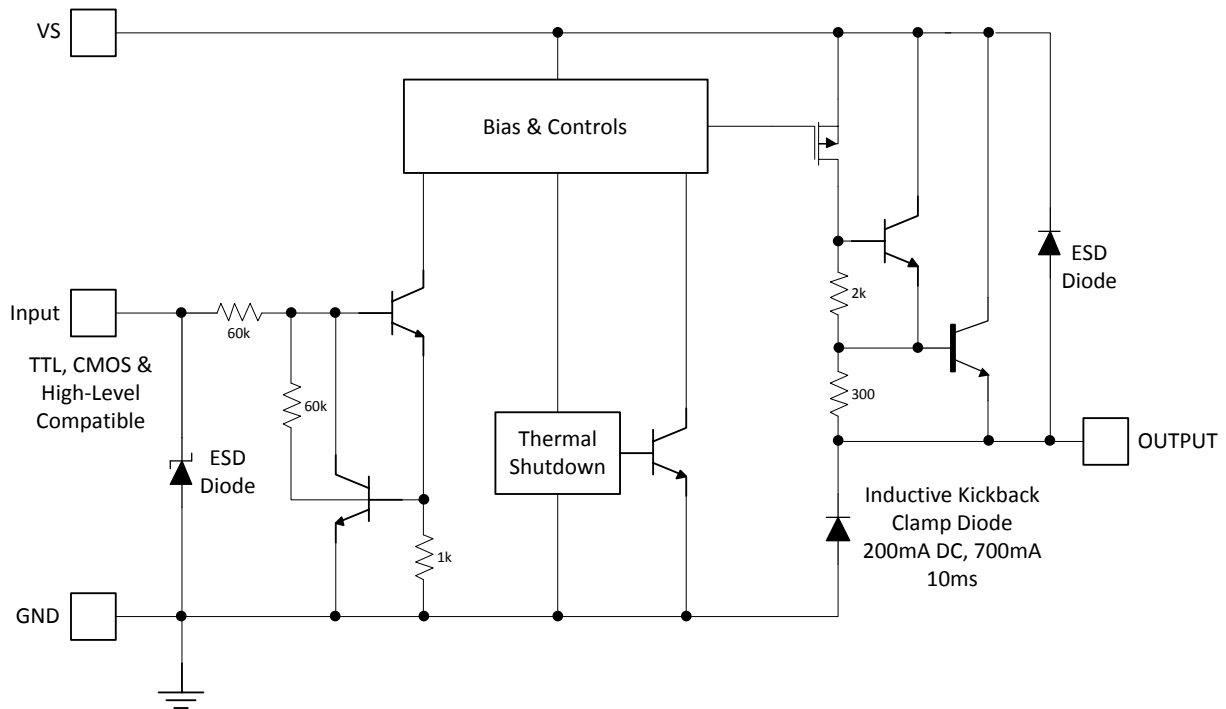 VS
Bias & Controls
Input
60k
TTL, CMOS &
High-Level
Compatible
60k
ESD
Diode
1k
GND
Thermal
Shutdown
2k
300
ESD
Diode
OUTPUT
Inductive Kickback
Clamp Diode
200mA DC, 700mA
10ms